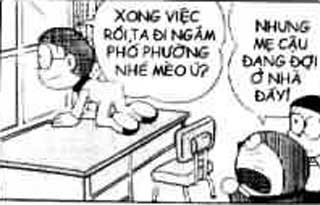 XONG VIỆC
RỒI, TA ĐI NGẮM
PHỐ PHƯỜNG
NHÉ MÈO Ú?
NHƯNG
MẸ CẬU
ĐANG ĐỢI
Ở NHÀ
ĐẤY!